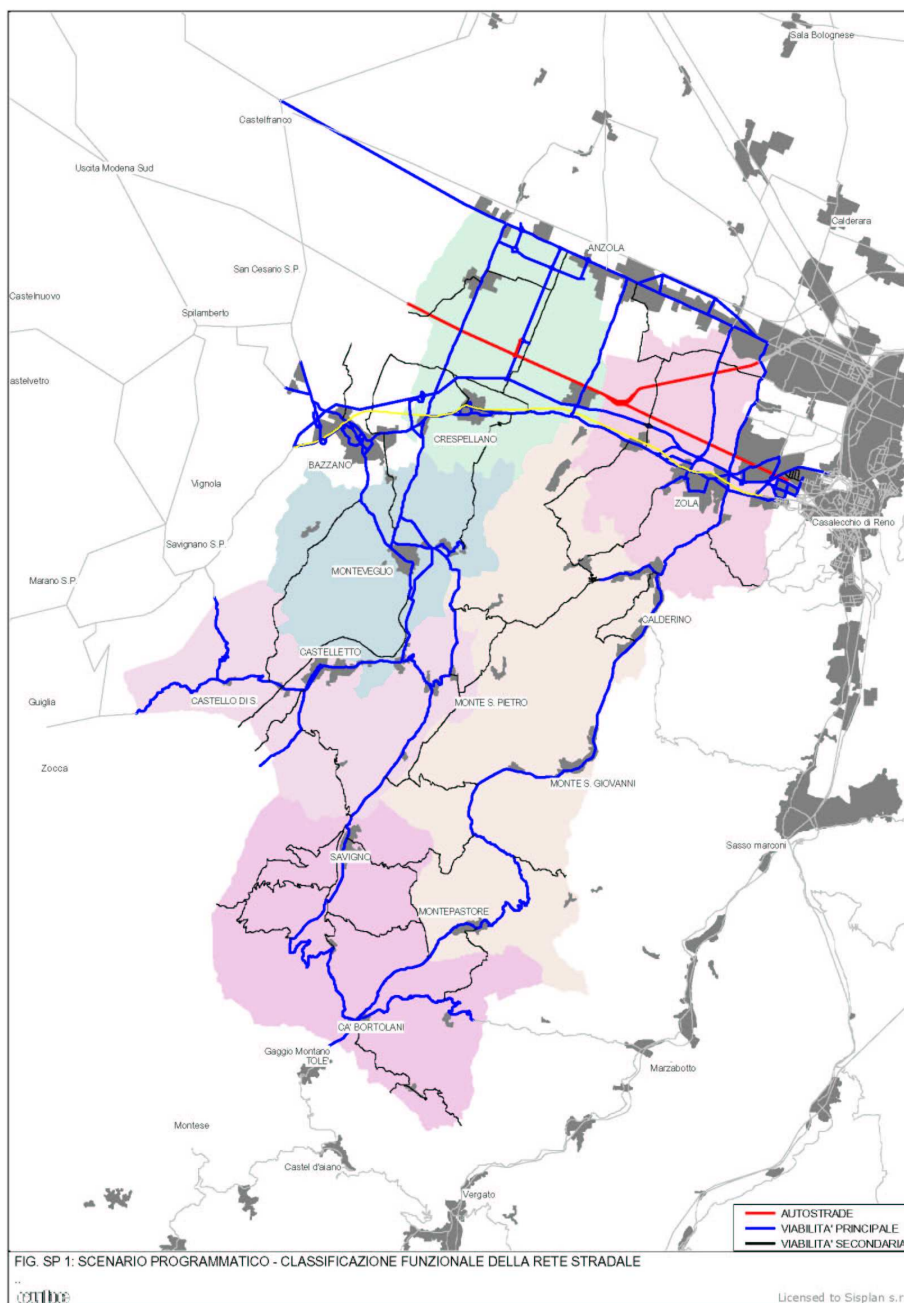 Sala Bolognese
Castelfranco
Uscita Modena Sud
Calderara
ANZOLA
San Cesario S.P.
Castelnuovo
Spilamberto
astelvetro
CRESPELLANO
BAZZANO
Vignola
ZOLA
Casalecchio di Reno
Savignano S.P.
MONTEVEGLIO
Marano S.P.
CALDERINO
CASTELLETTO
CASTELLO DI S.
MONTE S. PIETRO
Guiglia
Zocca
MONTE S. GIOVANNI
Sasso marconi
SAVIGNO
MONTEPASTORE
CA' BORTOLANI
Gaggio Montano
TOLE'
Marzabotto
Montese
Castel d'aiano
Vergato
AUTOSTRADE
VIABILITA' PRINCIPALE
VIABILITA' SECONDARIA
FIG. SP 1: SCENARIO PROGRAMMATICO - CLASSIFICAZIONE FUNZIONALE DELLA RETE STRADALE
..
Licensed to Sisplan s.r